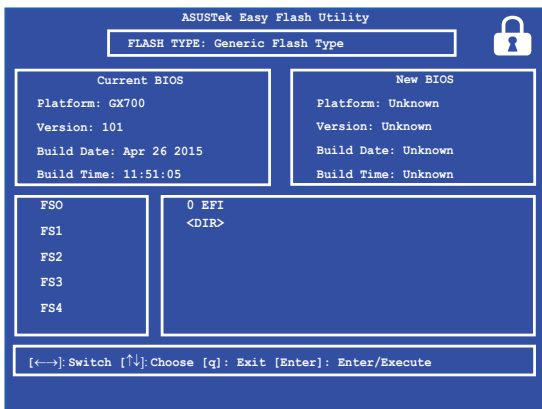 ASUSTek Easy Flash Utility
FLASH TYPE: Generic Flash Type
Current BIOS
Platform: GX700
Version: 101
Build Date: Apr 26 2015
Build Time: 11:51:05
New BIOS
Platform: Unknown
Version: Unknown
Build Date: Unknown
Build Time: Unknown
FSO
FS1
FS2
FS3
FS4
0 EFI
<DIR>
[←→]: Switch [↑↓]: Choose [q]: Exit [Enter]: Enter/Execute